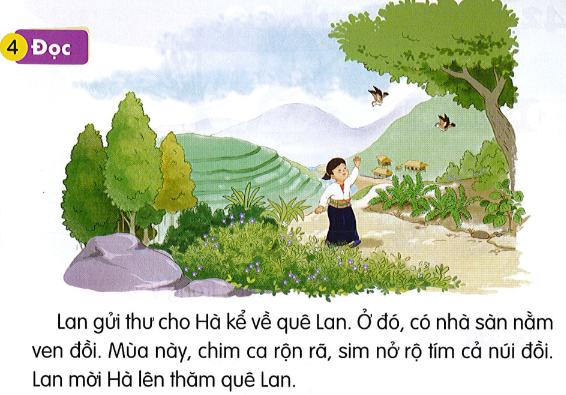 4 Đọc
Lan gửi thư cho Hà kể về quê Lan. Ở đó, có nhà sàn nằm
ven đồi. Mùa này, chim ca rộn rã, sim nở rộ tím cả núi đồi.
Lan mời Hà lên thăm quê Lan.